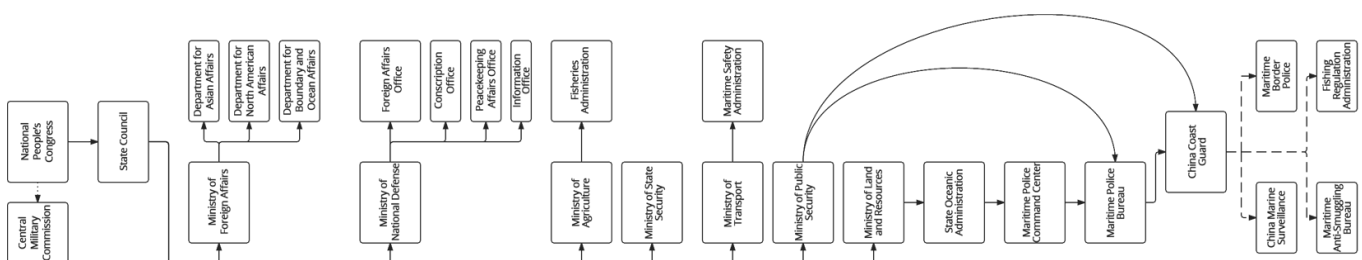 National
People's
Congress
State Council
Central
Military
Commission
Department for
Asian Affairs
Department for
North American
Affairs
Department for
Boundary and
Ocean Affairs
Ministry of
Foreign Affairs
Foreign Affairs
Office
Conscription
Office
Peacekeeping
Affairs Office
Information
Office
Ministry of
National Defense
Fisheries
Administration
Ministry of
Agriculture
Ministry of State
Security
Maritime Safety
Administration
Ministry of
Transport
Ministry of Public
Security
Ministry of Land
and Resources
State Oceanic
Administration
Maritime Police
Command Center
Maritime Police
Bureau
China Coast
Guard
Maritime
Border
Police
Fishing
Regulation
Administration
China Marine
Surveillance
Maritime
Anti-Smuggling
Bureau